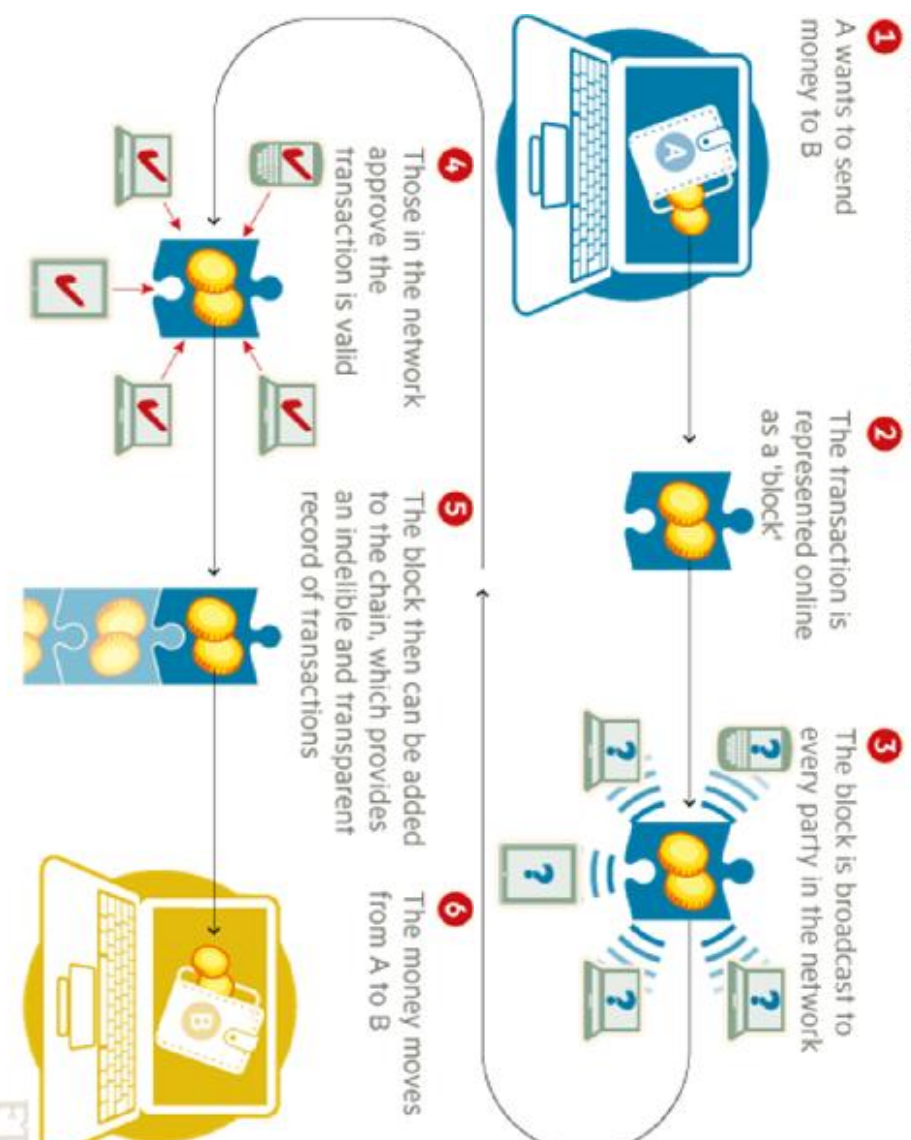 1
A wants to send
money to B
A
2
The transaction is
represented online
as a 'block'
3
The block is broadcast to
every party in the network
?
?
?
?
?
4
Those in the network
approve the
transaction is valid
5
The block then can be added
to the chain, which provides
an indelible and transparent
record of transactions
6
The money moves
from A to B
B